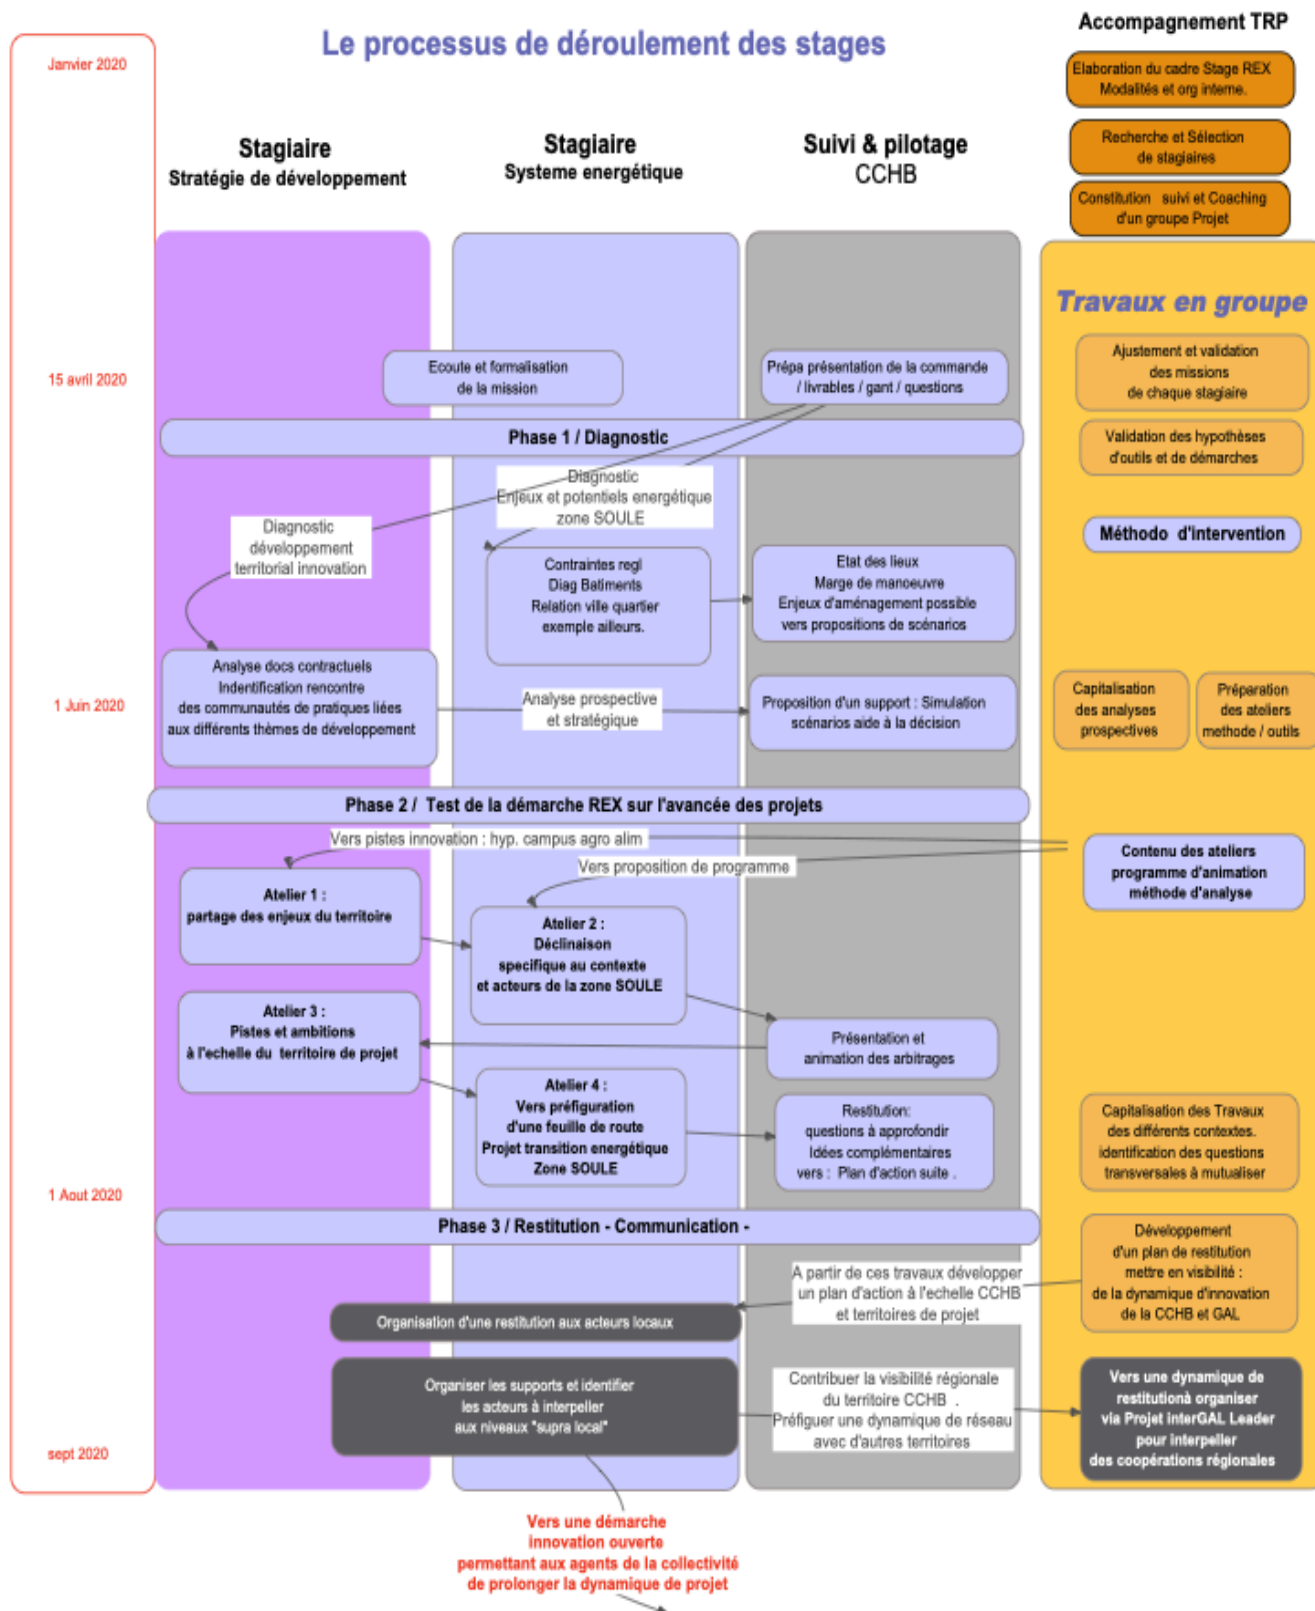 Accompagnement TRP
Le processus de déroulement des stages
Janvier 2020
Elaboration du cadre Stage REX
Modalités et org interne.
Recherche et Sélection
de stagiaires
Constitution suivi et Coaching
d'un groupe Projet
Stagiaire
Stratégie de développement
Stagiaire
Systeme energétique
Suivi & pilotage
CCHB
Travaux en groupe
15 avril 2020
Ecoute et formalisation
de la mission
Prépa présentation de la commande
/ livrables / gant / questions
Ajustement et validation
des missions
de chaque stagiaire
Phase 1 / Diagnostic
Validation des hypothèses
d'outils et de démarches
Diagnostic
Enjeux et potentiels energétique
zone SOULE
Diagnostic
développement
territorial innovation
Méthodo d'intervention
Contraintes regl
Diag Batiments
Relation ville quartier
exemple ailleurs.
Etat des lieux
Marge de manoeuvre
Enjeux d'aménagement possible
vers propositions de scénarios
1 Juin 2020
Analyse docs contractuels
Indentification rencontre
des communautés de pratiques liées
aux différents thèmes de développement
Analyse prospective
et stratégique
Proposition d'un support : Simulation
scénarios aide à la décision
Capitalisation
des analyses
prospectives
Préparation
des ateliers
methode / outils
Phase 2 / Test de la démarche REX sur l'avancée des projets
Vers pistes innovation : hyp. campus agro alim
Vers proposition de programme
Contenu des ateliers
programme d'animation
méthode d'analyse
Atelier 1 :
partage des enjeux du territoire
Atelier 2 :
Déclinaison
specifique au contexte
et acteurs de la zone SOULE
Atelier 3 :
Pistes et ambitions
à l'echelle du territoire de projet
Présentation et
animation des arbitrages
Atelier 4 :
Vers préfiguration
d'une feuille de route
Projet transition energétique
Zone SOULE
Restitution:
questions à approfondir
Idées complémentaires
vers : Plan d'action suite .
Capitalisation des Travaux
des différents contextes.
identification des questions
transversales à mutualiser
1 Aout 2020
Phase 3 / Restitution - Communication -
Développement
d'un plan de restitution
mettre en visibilité :
de la dynamique d'innovation
de la CCHB et GAL
A partir de ces travaux développer
un plan d'action à l'echelle CCHB
et territoires de projet
Organisation d'une restitution aux acteurs locaux
Organiser les supports et identifier
les acteurs à interpeller
aux niveaux "supra local"
Contribuer la visibilité régionale
du territoire CCHB .
Préfiguer une dynamique de réseau
avec d'autres territoires
Vers une dynamique de
restitutionà organiser
via Projet interGAL Leader
pour interpeller
des coopérations régionales
sept 2020
Vers une démarche
innovation ouverte
permettant aux agents de la collectivité
de prolonger la dynamique de projet